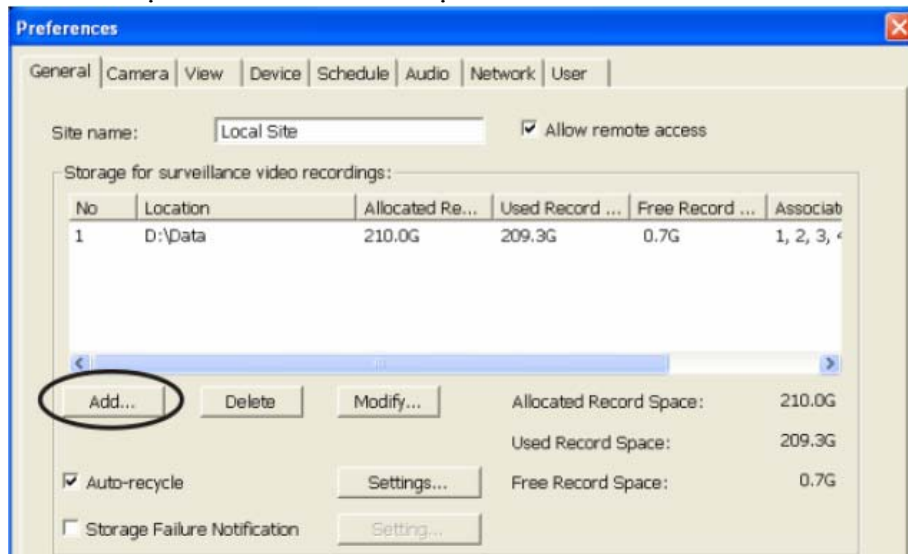 Preferences
General Camera View Device Schedule Audio Network User
Site name: Local Site Allow remote access
Storage for surveillance video recordings:
No Location Allocated Re... Used Record ... Free Record ... Associat
1 D:\Data 210.0G 209.3G 0.7G 1, 2, 3,
Add... Delete Modify... Allocated Record Space: 210.0G
Used Record Space: 209.3G
Auto-recycle Settings... Free Record Space: 0.7G
Storage Failure Notification Setting...